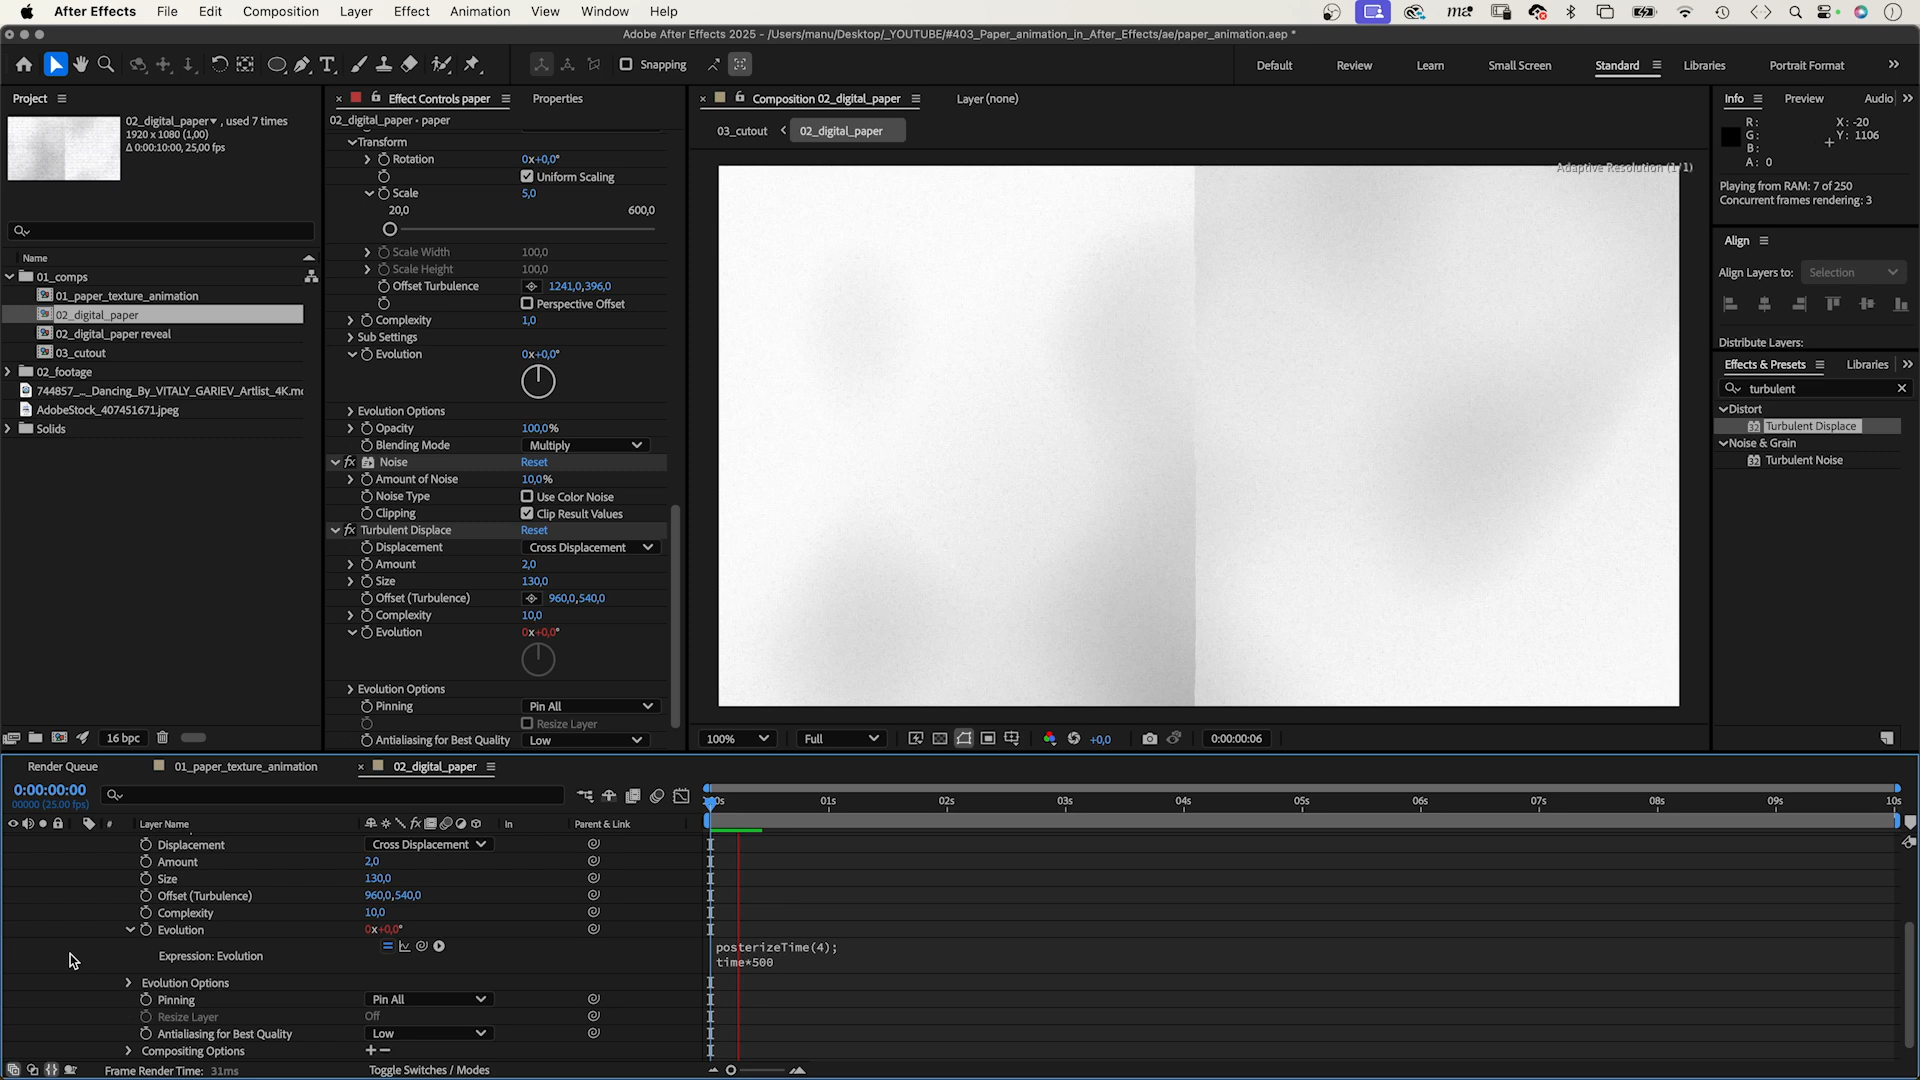 After Effects File Edit Composition Layer Effect Animation View Window Help
Adobe After Effects 2025 - /Users/manu/Desktop/_YOUTUBE/#403_Paper_animation_in_After_Effects/ae/paper_animation.aep *
Snapping
Default Review Learn Small Screen Standard Libraries Portrait Format
Project
02_digital_paper , used 7 times
1920 x 1080 (1,00)
Δ 0:00:10:00, 25,00 fps
Name
01_comps
01_paper_texture_animation
02_digital_paper
02_digital_paper reveal
03_cutout
02_footage
744857_..._Dancing_By_VITALY_GARIEV_Artlist_4K.mo
AdobeStock_407451671.jpeg
Solids
16 bpc
Effect Controls paper Properties
02_digital_paper • paper
Transform
Rotation 0x+0,0°
Uniform Scaling
Scale 5,0
20,0 600,0
Scale Width 100,0
Scale Height 100,0
Offset Turbulence 1241,0,396,0
Perspective Offset
Complexity 1,0
Sub Settings
Evolution 0x+0,0°
Evolution Options
Opacity 100,0%
Blending Mode Multiply
fx Noise Reset
Amount of Noise 10,0%
Noise Type Use Color Noise
Clipping Clip Result Values
fx Turbulent Displace Reset
Displacement Cross Displacement
Amount 2,0
Size 130,0
Offset (Turbulence) 960,0,540,0
Complexity 10,0
Evolution 0x+0,0°
Evolution Options
Pinning Pin All
Resize Layer
Antialiasing for Best Quality Low
Composition 02_digital_paper Layer (none)
03_cutout 02_digital_paper
Adaptive Resolution (1/1)
100% Full +0,0 0:00:00:06
Info Preview Audio
R:
G:
B:
A: 0
X: -20
Y: 1106
Playing from RAM: 7 of 250
Concurrent frames rendering: 3
Align
Align Layers to: Selection
Distribute Layers:
Effects & Presets Libraries
turbulent
Distort
32 Turbulent Displace
Noise & Grain
32 Turbulent Noise
Render Queue 01_paper_texture_animation 02_digital_paper
0:00:00:00
00000 (25.00 fps)
# Layer Name fx In Parent & Link
01s 02s 03s 04s 05s 06s 07s 08s 09s 10s
Displacement Cross Displacement
Amount 2,0
Size 130,0
Offset (Turbulence) 960,0,540,0
Complexity 10,0
Evolution 0x+0,0°
Expression: Evolution
posterizeTime(4);
time*500
Evolution Options
Pinning Pin All
Resize Layer Off
Antialiasing for Best Quality Low
Compositing Options + −
Frame Render Time: 31ms Toggle Switches / Modes